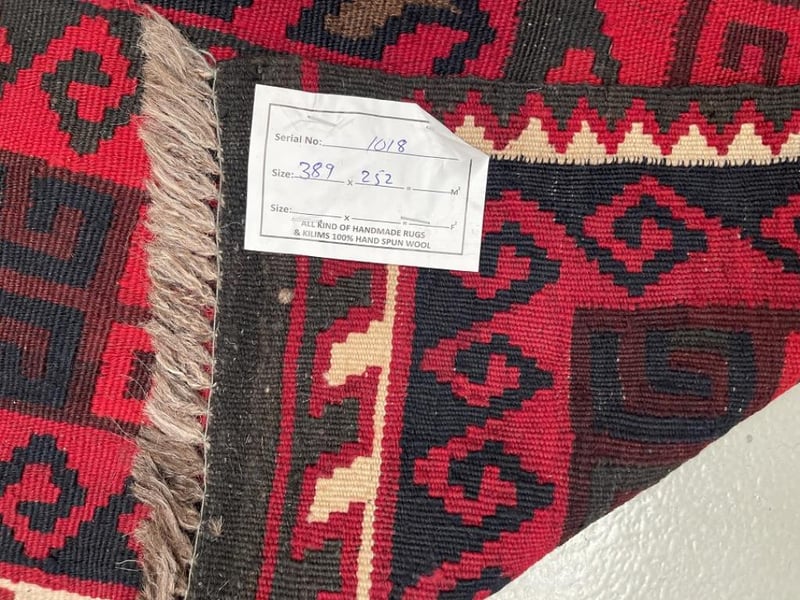 Serial No: 1018
Size: 389 x 252 = M²
Size: x = F²
ALL KIND OF HANDMADE RUGS
& KILIMS 100% HAND SPUN WOOL